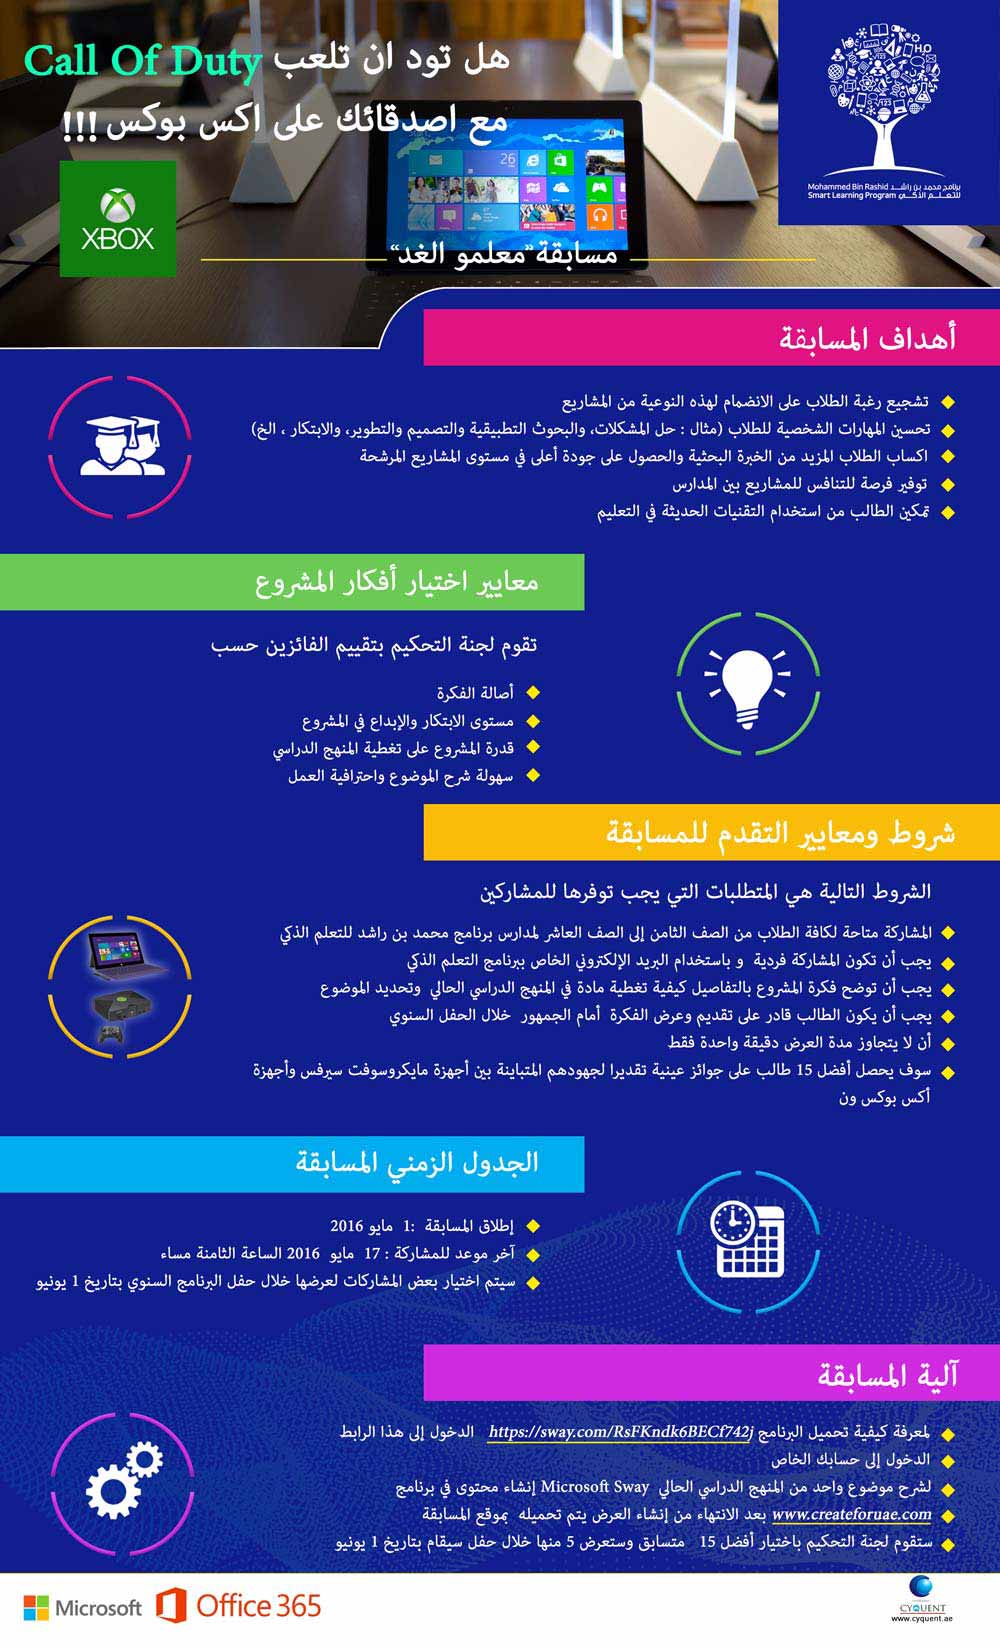 هل تود ان تلعب Call Of Duty
مع اصدقائك على اكس بوكس !!!
XBOX
26
H₂O
برنامج محمد بن راشد
Mohammed Bin Rashid
للتعلم الذكي
Smart Learning Program
مسابقة "معلمو الغد"
أهداف المسابقة
تشجيع رغبة الطلاب على الانضمام لهذه النوعية من المشاريع
تحسين المهارات الشخصية للطلاب (مثال : حل المشكلات، والبحوث التطبيقية والتصميم والتطوير، والابتكار ، الخ)
اكساب الطلاب المزيد من الخبرة البحثية والحصول على جودة أعلى في مستوى المشاريع المرشحة
توفير فرصة للتنافس للمشاريع بين المدارس
تمكين الطالب من استخدام التقنيات الحديثة في التعليم
معايير اختيار أفكار المشروع
تقوم لجنة التحكيم بتقييم الفائزين حسب
أصالة الفكرة
مستوى الابتكار والإبداع في المشروع
قدرة المشروع على تغطية المنهج الدراسي
سهولة شرح الموضوع واحترافية العمل
شروط ومعايير التقدم للمسابقة
الشروط التالية هي المتطلبات التي يجب توفرها للمشاركين
المشاركة متاحة لكافة الطلاب من الصف الثامن إلى الصف العاشر لمدارس برنامج محمد بن راشد للتعلم الذكي
يجب أن تكون المشاركة فردية و باستخدام البريد الإلكتروني الخاص ببرنامج التعلم الذكي
يجب أن توضح فكرة المشروع بالتفاصيل كيفية تغطية مادة في المنهج الدراسي الحالي وتحديد الموضوع
يجب أن يكون الطالب قادر على تقديم وعرض الفكرة أمام الجمهور خلال الحفل السنوي
أن لا يتجاوز مدة العرض دقيقة واحدة فقط
سوف يحصل أفضل 15 طالب على جوائز عينية تقديرا لجهودهم المتباينة بين أجهزة مايكروسوفت سيرفس وأجهزة
أكس بوكس ون
الجدول الزمني المسابقة
إطلاق المسابقة :1 مايو 2016
آخر موعد للمشاركة : 17 مايو 2016 الساعة الثامنة مساء
سيتم اختيار بعض المشاركات لعرضها خلال حفل البرنامج السنوي بتاريخ 1 يونيو
آلية المسابقة
لمعرفة كيفية تحميل البرنامج https://sway.com/RsFKndk6BECf742j الدخول إلى هذا الرابط
الدخول إلى حسابك الخاص
لشرح موضوع واحد من المنهج الدراسي الحالي Microsoft Sway إنشاء محتوى في برنامج
www.createforuae.com بعد الانتهاء من إنشاء العرض يتم تحميله بموقع المسابقة
ستقوم لجنة التحكيم باختيار أفضل 15 متسابق وستعرض 5 منها خلال حفل سيقام بتاريخ 1 يونيو
Microsoft
Office 365
CYQUENT
www.cyquent.ae